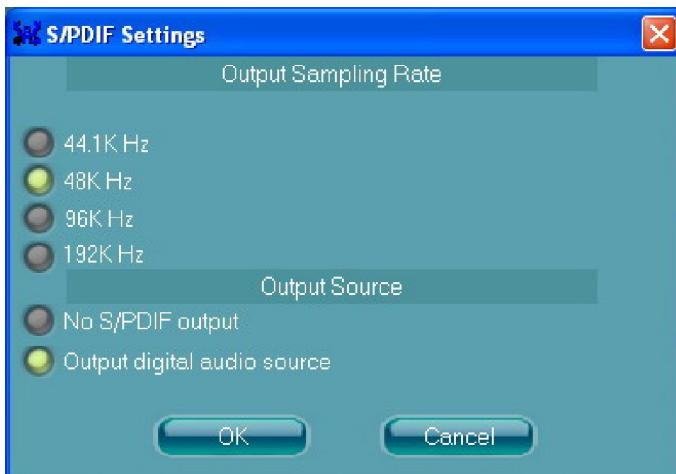 S/PDIF Settings
Output Sampling Rate
44.1K Hz
48K Hz
96K Hz
192K Hz
Output Source
No S/PDIF output
Output digital audio source
OK
Cancel